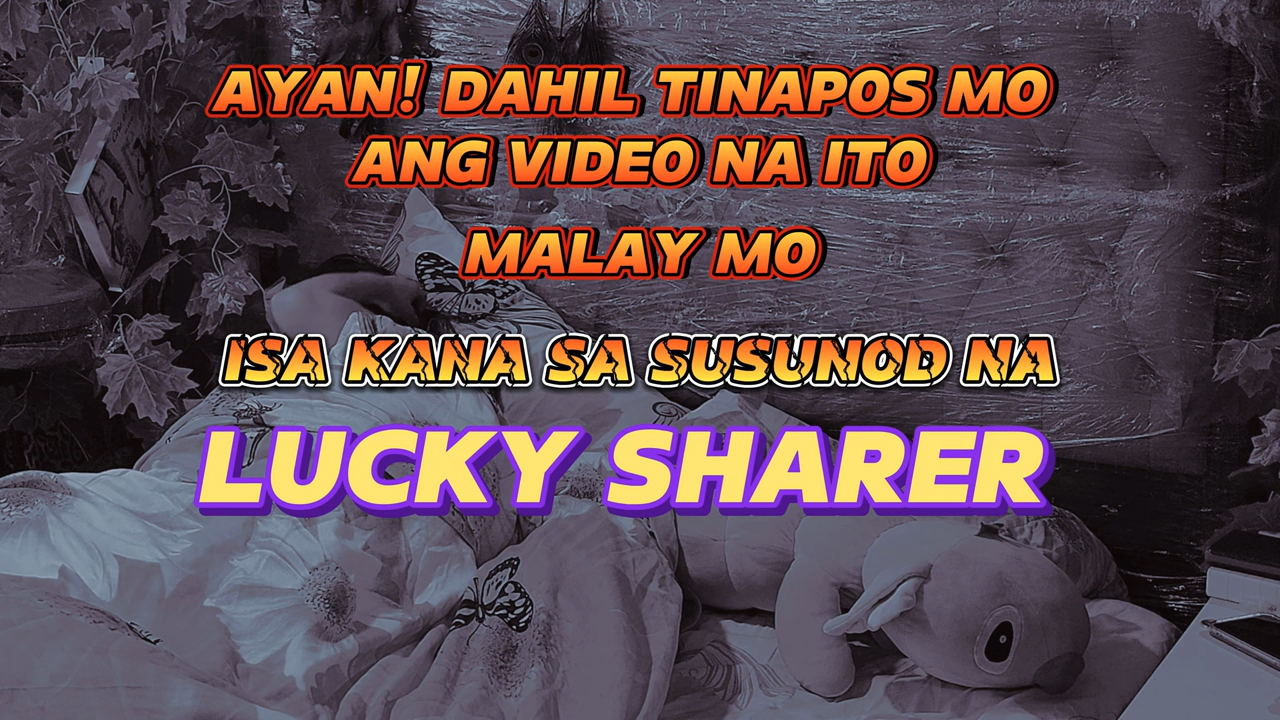 AYAN! DAHIL TINAPOS MO
ANG VIDEO NA ITO
MALAY MO
ISA KANA SA SUSUNOD NA
LUCKY SHARER